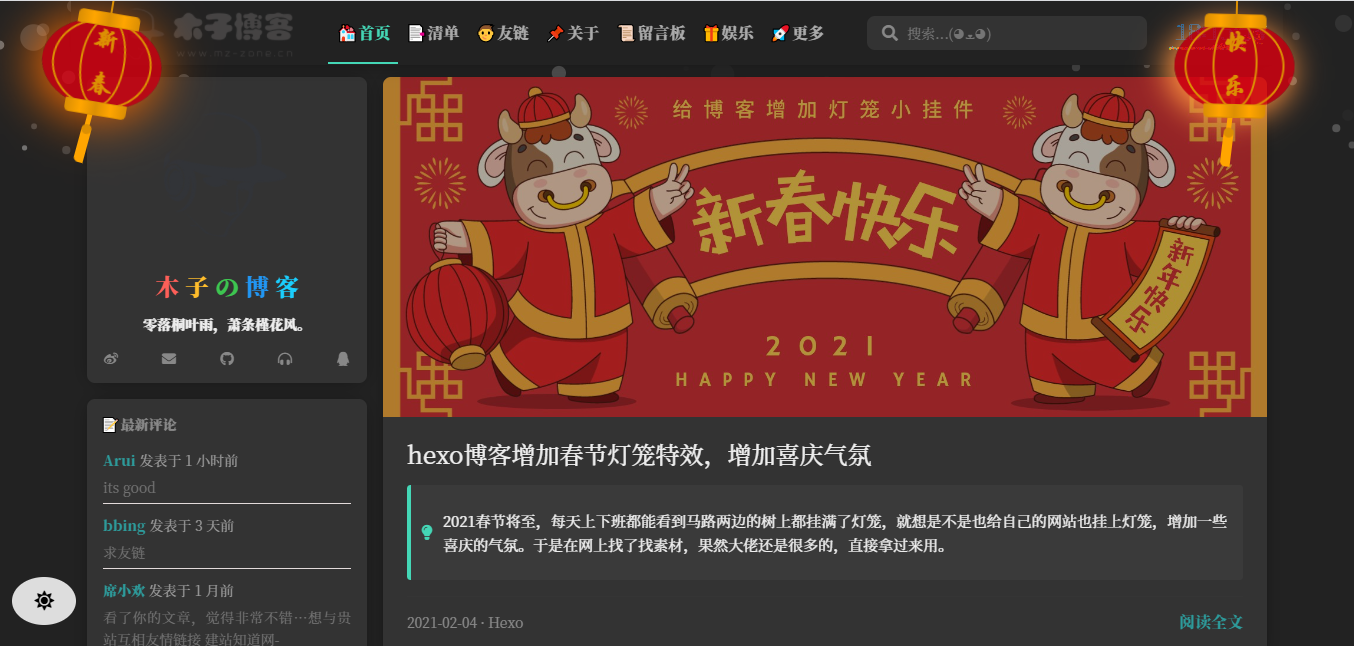 新
春
木子博客
www.mz-zone.cn
首页
清单
友链
关于
留言板
娱乐
更多
搜索...(◕ܫ◕)
快
乐
木子の博客
零落桐叶雨，萧条槿花风。
最新评论
Arui 发表于 1 小时前
its good
bbing 发表于 3 天前
求友链
席小欢 发表于 1 月前
看了你的文章，觉得非常不错…想与贵
站互相友情链接 建站知道网-
给博客增加灯笼小挂件
新春快乐
新年快乐
2021
HAPPY NEW YEAR
hexo博客增加春节灯笼特效，增加喜庆气氛
2021春节将至，每天上下班都能看到马路两边的树上都挂满了灯笼，就想是不是也给自己的网站也挂上灯笼，增加一些
喜庆的气氛。于是在网上找了找素材，果然大佬还是很多的，直接拿过来用。
2021-02-04 · Hexo
阅读全文